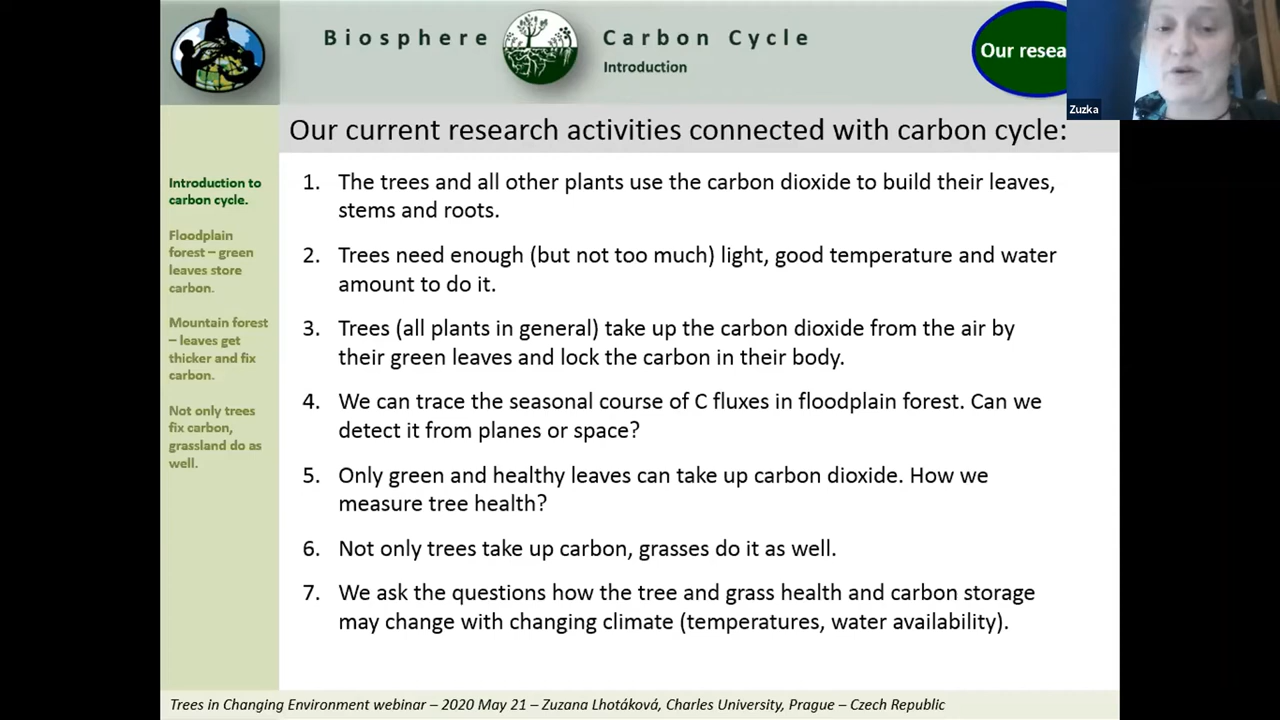 Biosphere
Carbon Cycle
Introduction
Our resea
Zuzka
Our current research activities connected with carbon cycle:
Introduction to
carbon cycle.
Floodplain
forest – green
leaves store
carbon.
Mountain forest
– leaves get
thicker and fix
carbon.
Not only trees
fix carbon,
grassland do as
well.
1. The trees and all other plants use the carbon dioxide to build their leaves,
stems and roots.
2. Trees need enough (but not too much) light, good temperature and water
amount to do it.
3. Trees (all plants in general) take up the carbon dioxide from the air by
their green leaves and lock the carbon in their body.
4. We can trace the seasonal course of C fluxes in floodplain forest. Can we
detect it from planes or space?
5. Only green and healthy leaves can take up carbon dioxide. How we
measure tree health?
6. Not only trees take up carbon, grasses do it as well.
7. We ask the questions how the tree and grass health and carbon storage
may change with changing climate (temperatures, water availability).
Trees in Changing Environment webinar – 2020 May 21 – Zuzana Lhotáková, Charles University, Prague – Czech Republic